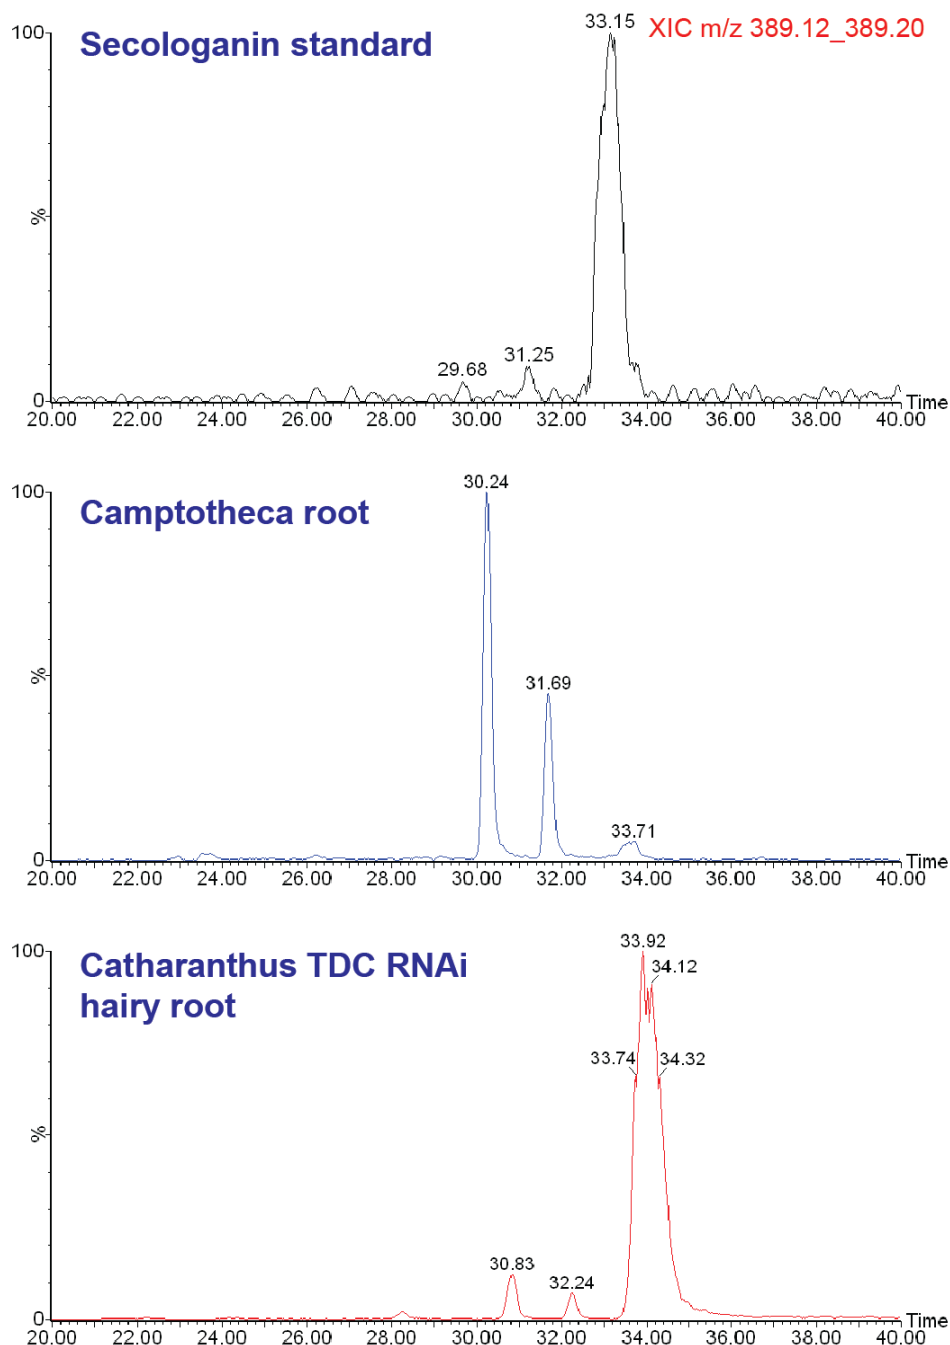 33.15
XIC m/z 389.12_389.20
100
Secologanin standard
%
29.68
31.25
0
Time
20.00 22.00 24.00 26.00 28.00 30.00 32.00 34.00 36.00 38.00 40.00
30.24
100
Camptotheca root
%
31.69
33.71
0
Time
20.00 22.00 24.00 26.00 28.00 30.00 32.00 34.00 36.00 38.00 40.00
33.92
100
Catharanthus TDC RNAi
hairy root
34.12
33.74
34.32
%
30.83
32.24
0
Time
20.00 22.00 24.00 26.00 28.00 30.00 32.00 34.00 36.00 38.00 40.00